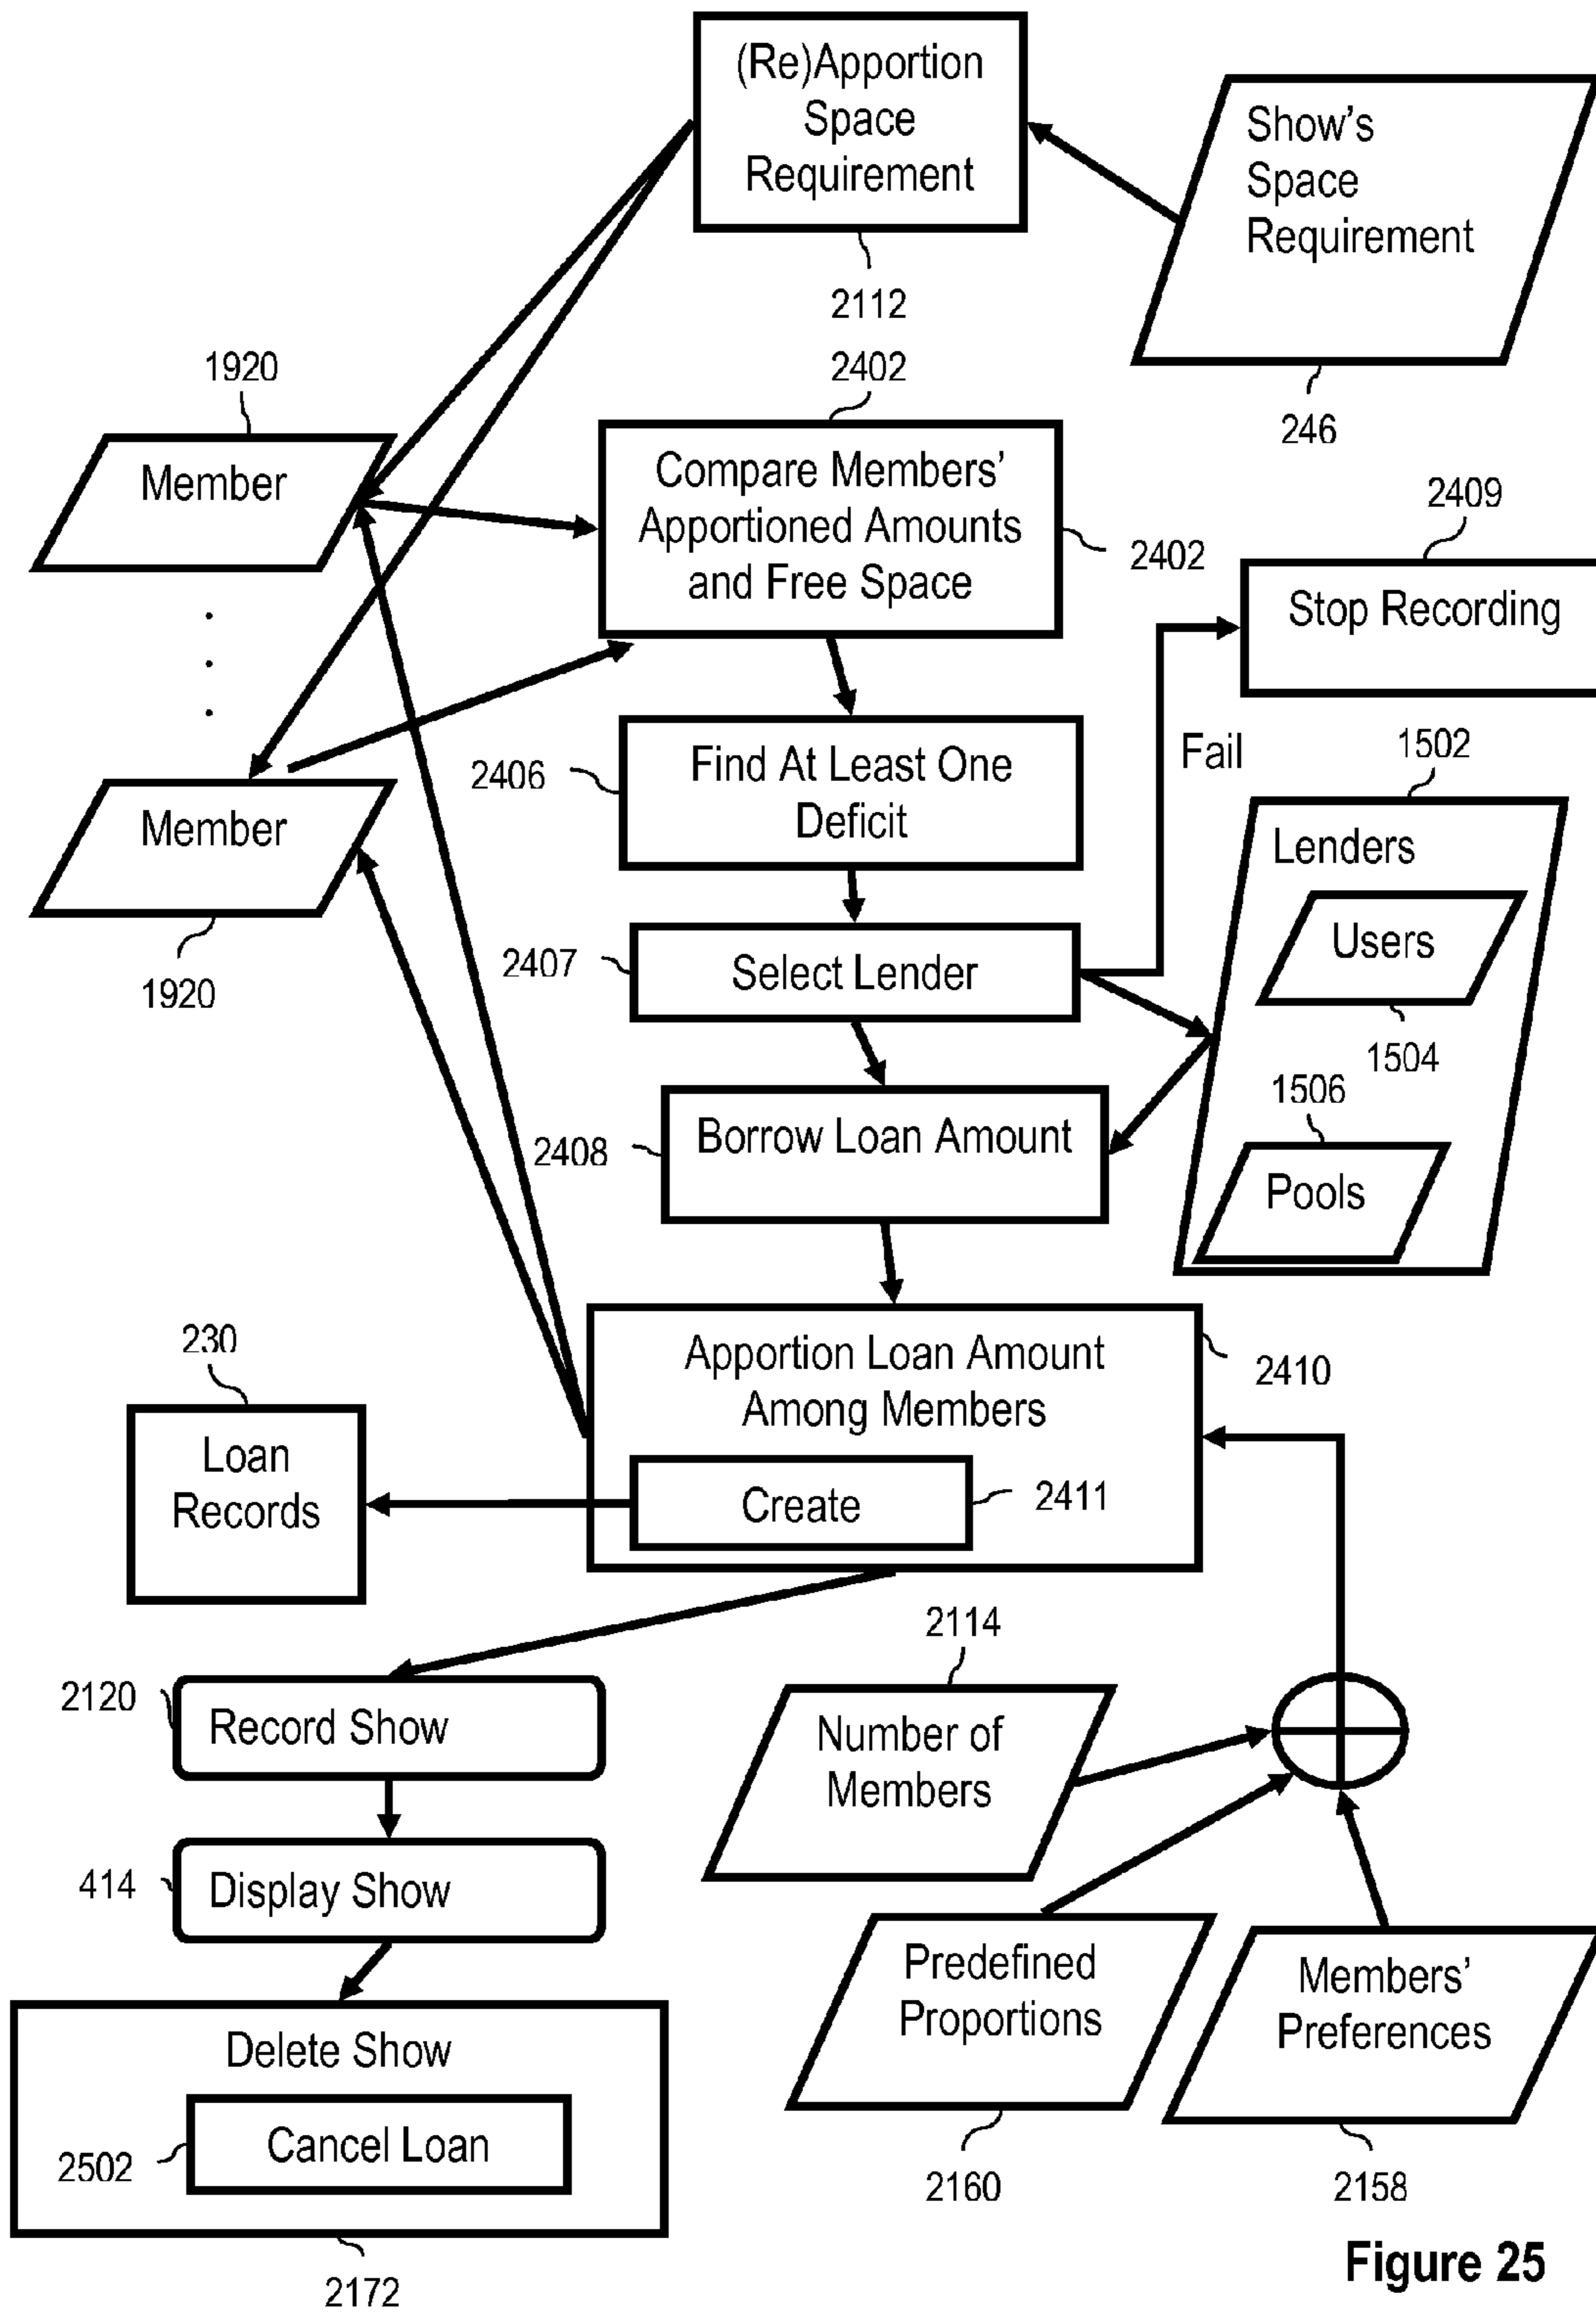 (Re)Apportion
Space
Requirement
2112
Show's
Space
Requirement
246
1920
Member
2402
Compare Members'
Apportioned Amounts
and Free Space
2402
2409
Stop Recording
Fail
Member
1920
2406
Find At Least One
Deficit
1502
Lenders
Users
1504
1506
Pools
2407
Select Lender
2408
Borrow Loan Amount
Apportion Loan Amount
Among Members
2410
Create
2411
230
Loan
Records
2120
Record Show
414
Display Show
Delete Show
2502
Cancel Loan
2172
2114
Number of
Members
Predefined
Proportions
2160
Members'
Preferences
2158
Figure 25